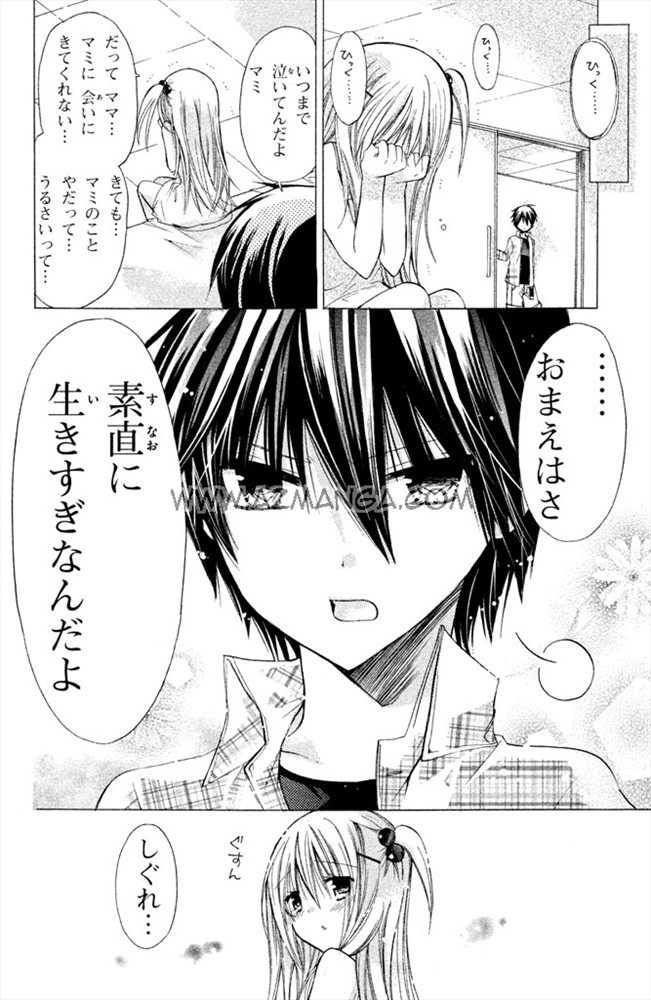 ひっく……
ひっく…
ひっく…
いつまで
泣いてんだよ
マミ
だって ママ…
マミに 会いに
きてくれない…
きても…
マミのこと
やだって…
うるさいって…
……
おまえはさ
素直に
生きすぎなんだよ
WWW.AZMANGA.COM
ぐすん
しぐれ…